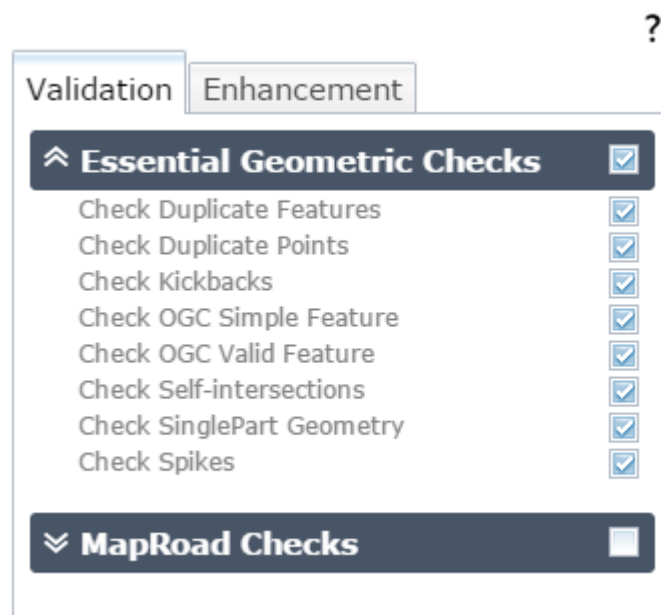 ?
Validation Enhancement
Essential Geometric Checks
Check Duplicate Features
Check Duplicate Points
Check Kickbacks
Check OGC Simple Feature
Check OGC Valid Feature
Check Self-intersections
Check SinglePart Geometry
Check Spikes
MapRoad Checks